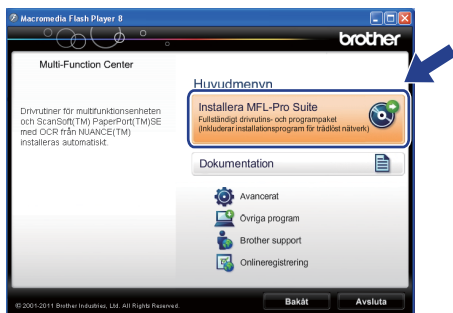 Macromedia Flash Player 8
brother
Multi-Function Center
Huvudmenyn
Drivrutiner för multifunktionsenheten
och ScanSoft(TM) PaperPort(TM)SE
med OCR från NUANCE(TM)
installeras automatiskt.
Installera MFL-Pro Suite
Fullständigt drivrutins- och programpaket
(Inkluderar installationsprogram för trådlöst nätverk)
Dokumentation
Avancerat
Övriga program
Brother support
Onlineregistrering
© 2001-2011 Brother Industries, Ltd. All Rights Reserved.
Bakåt
Avsluta